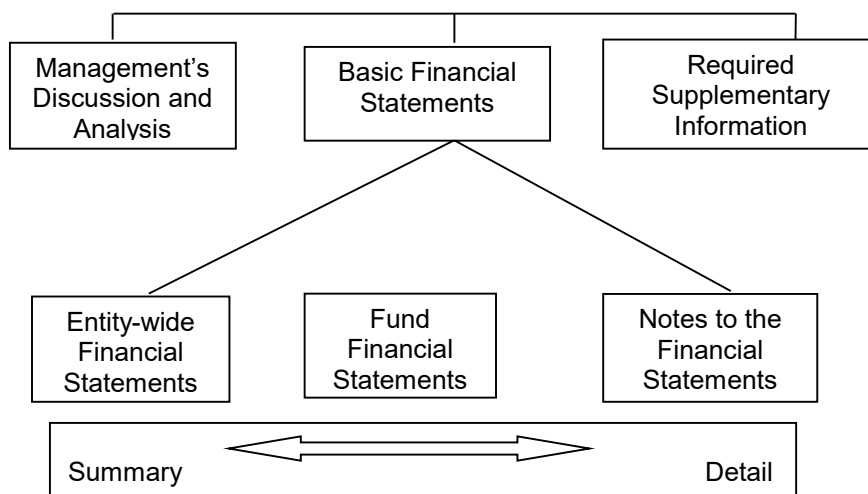 Management’s
Discussion and
Analysis
Basic Financial
Statements
Required
Supplementary
Information
Entity-wide
Financial
Statements
Fund
Financial
Statements
Notes to the
Financial
Statements
Summary
Detail